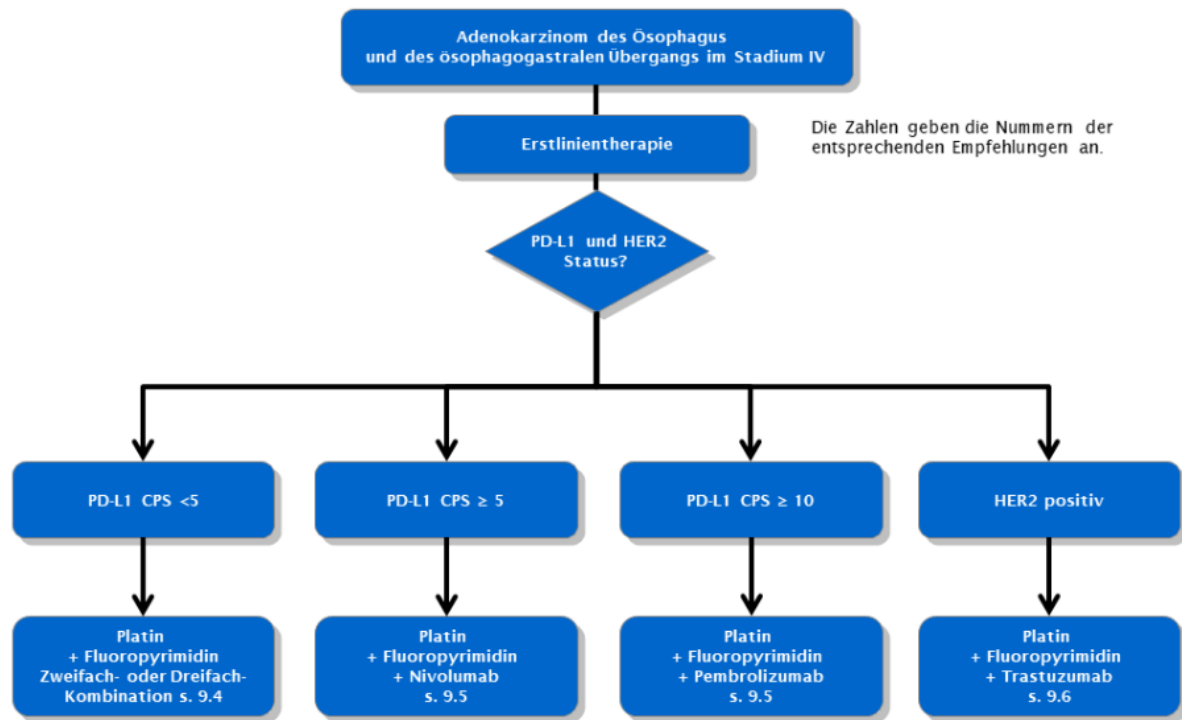 Adenokarzinom des Ösophagus
und des ösophagogastralen Übergangs im Stadium IV
Erstlinientherapie
Die Zahlen geben die Nummern der
entsprechenden Empfehlungen an.
PD-L1 und HER2
Status?
PD-L1 CPS <5
PD-L1 CPS ≥ 5
PD-L1 CPS ≥ 10
HER2 positiv
Platin
+ Fluoropyrimidin
Zweifach- oder Dreifach-
Kombination s. 9.4
Platin
+ Fluoropyrimidin
+ Nivolumab
s. 9.5
Platin
+ Fluoropyrimidin
+ Pembrolizumab
s. 9.5
Platin
+ Fluoropyrimidin
+ Trastuzumab
s. 9.6